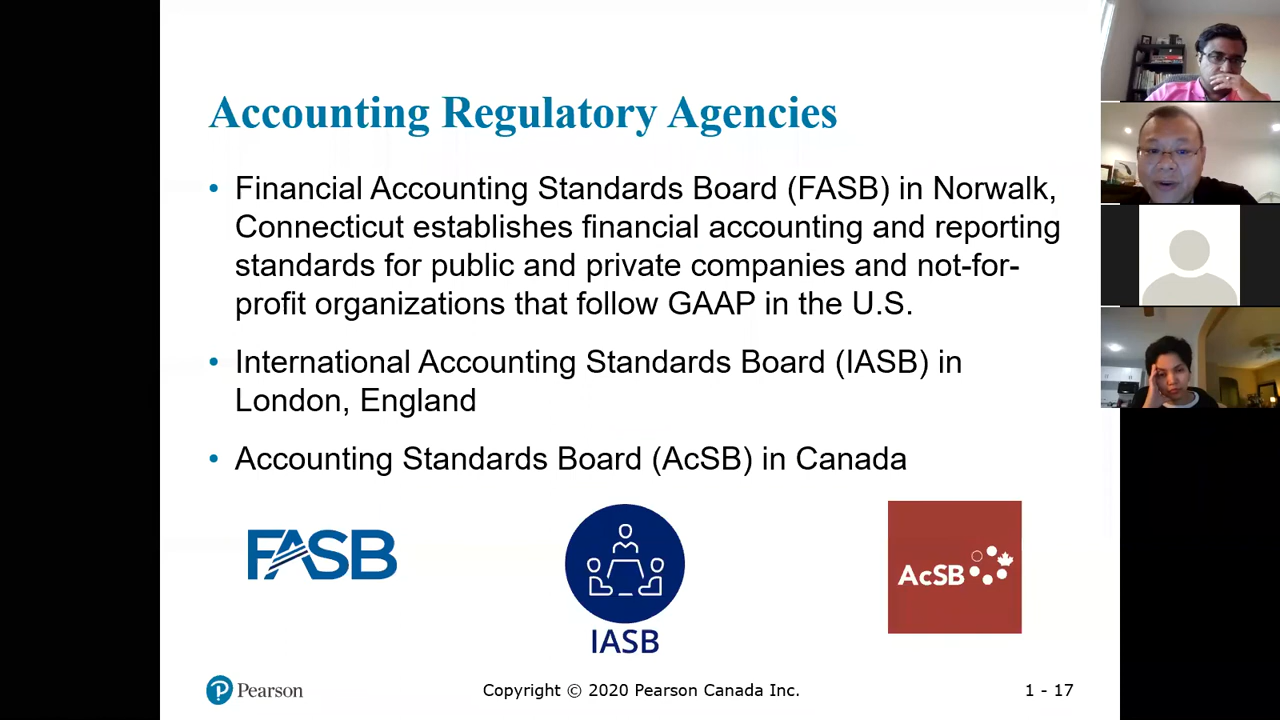 Accounting Regulatory Agencies
• Financial Accounting Standards Board (FASB) in Norwalk,
Connecticut establishes financial accounting and reporting
standards for public and private companies and not-for-
profit organizations that follow GAAP in the U.S.
• International Accounting Standards Board (IASB) in
London, England
• Accounting Standards Board (AcSB) in Canada
FASB
IASB
AcSB
Pearson
Copyright © 2020 Pearson Canada Inc.
1 - 17